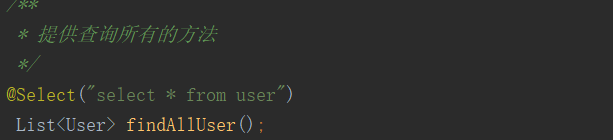 /**
* 提供查询所有的方法
*/
@Select("select * from user")
List<User> findAllUser();